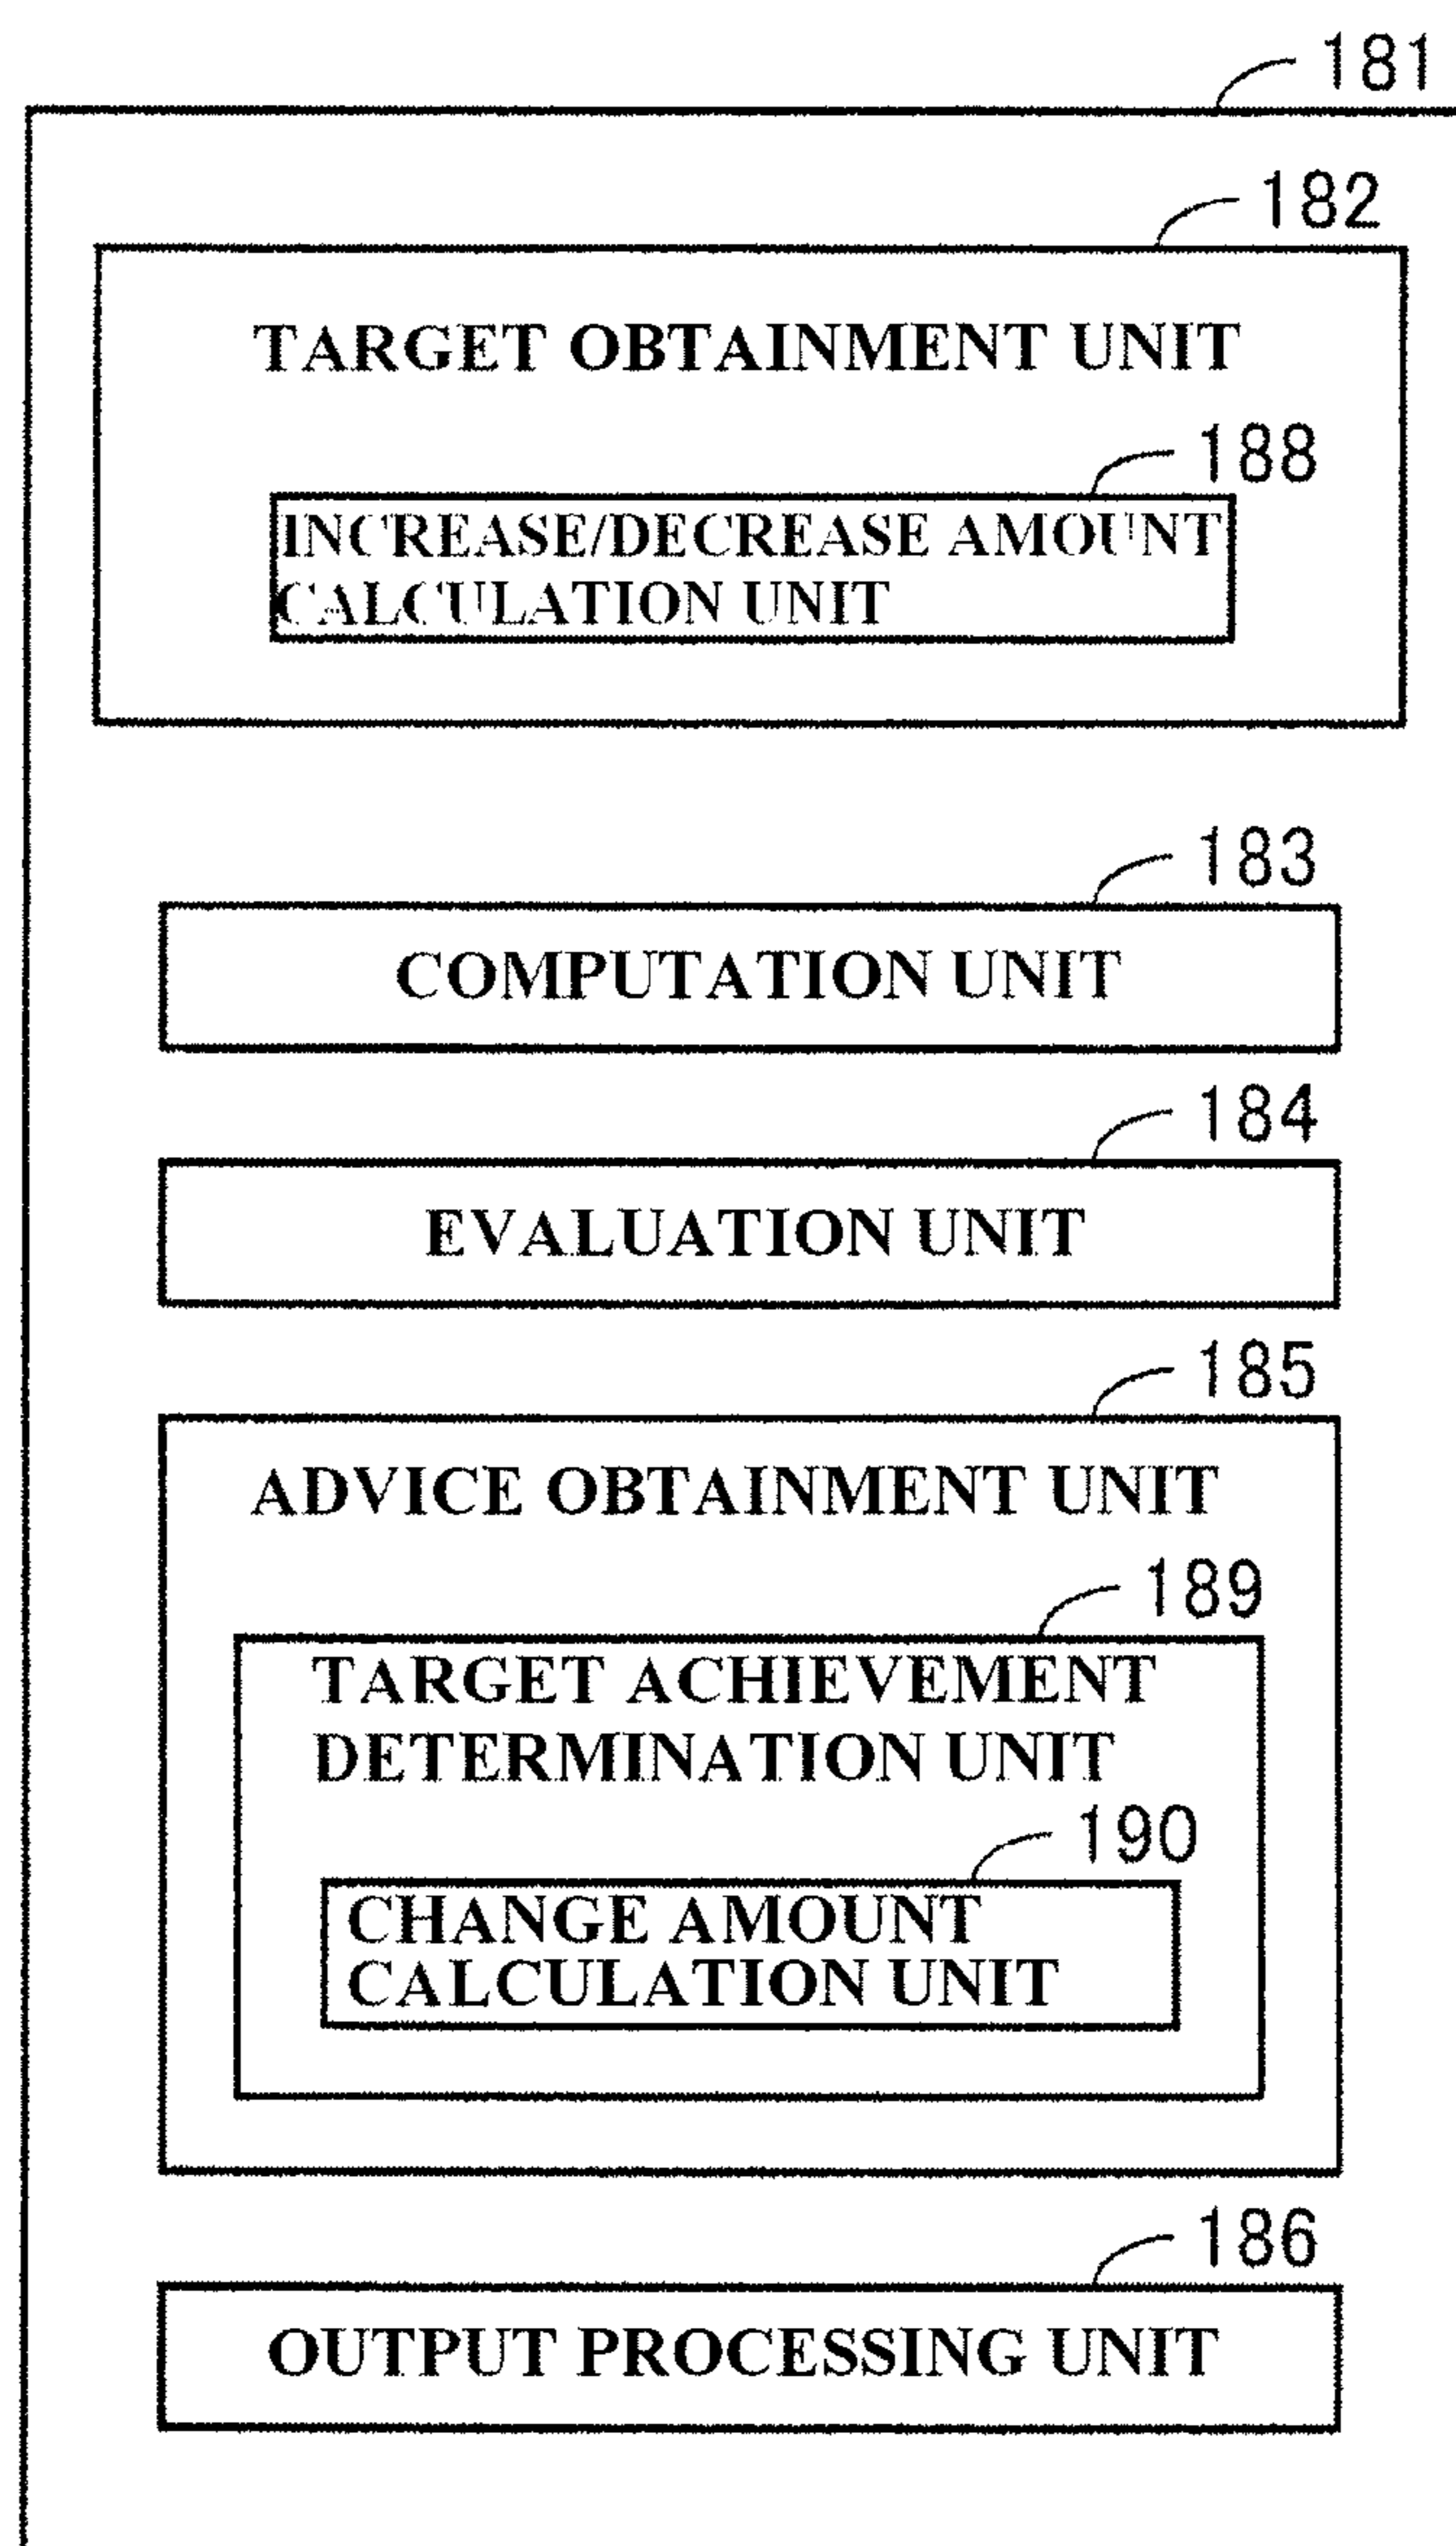 181
182
TARGET OBTAINMENT UNIT
188
INCREASE/DECREASE AMOUNT
CALCULATION UNIT
183
COMPUTATION UNIT
184
EVALUATION UNIT
185
ADVICE OBTAINMENT UNIT
189
TARGET ACHIEVEMENT
DETERMINATION UNIT
190
CHANGE AMOUNT
CALCULATION UNIT
186
OUTPUT PROCESSING UNIT